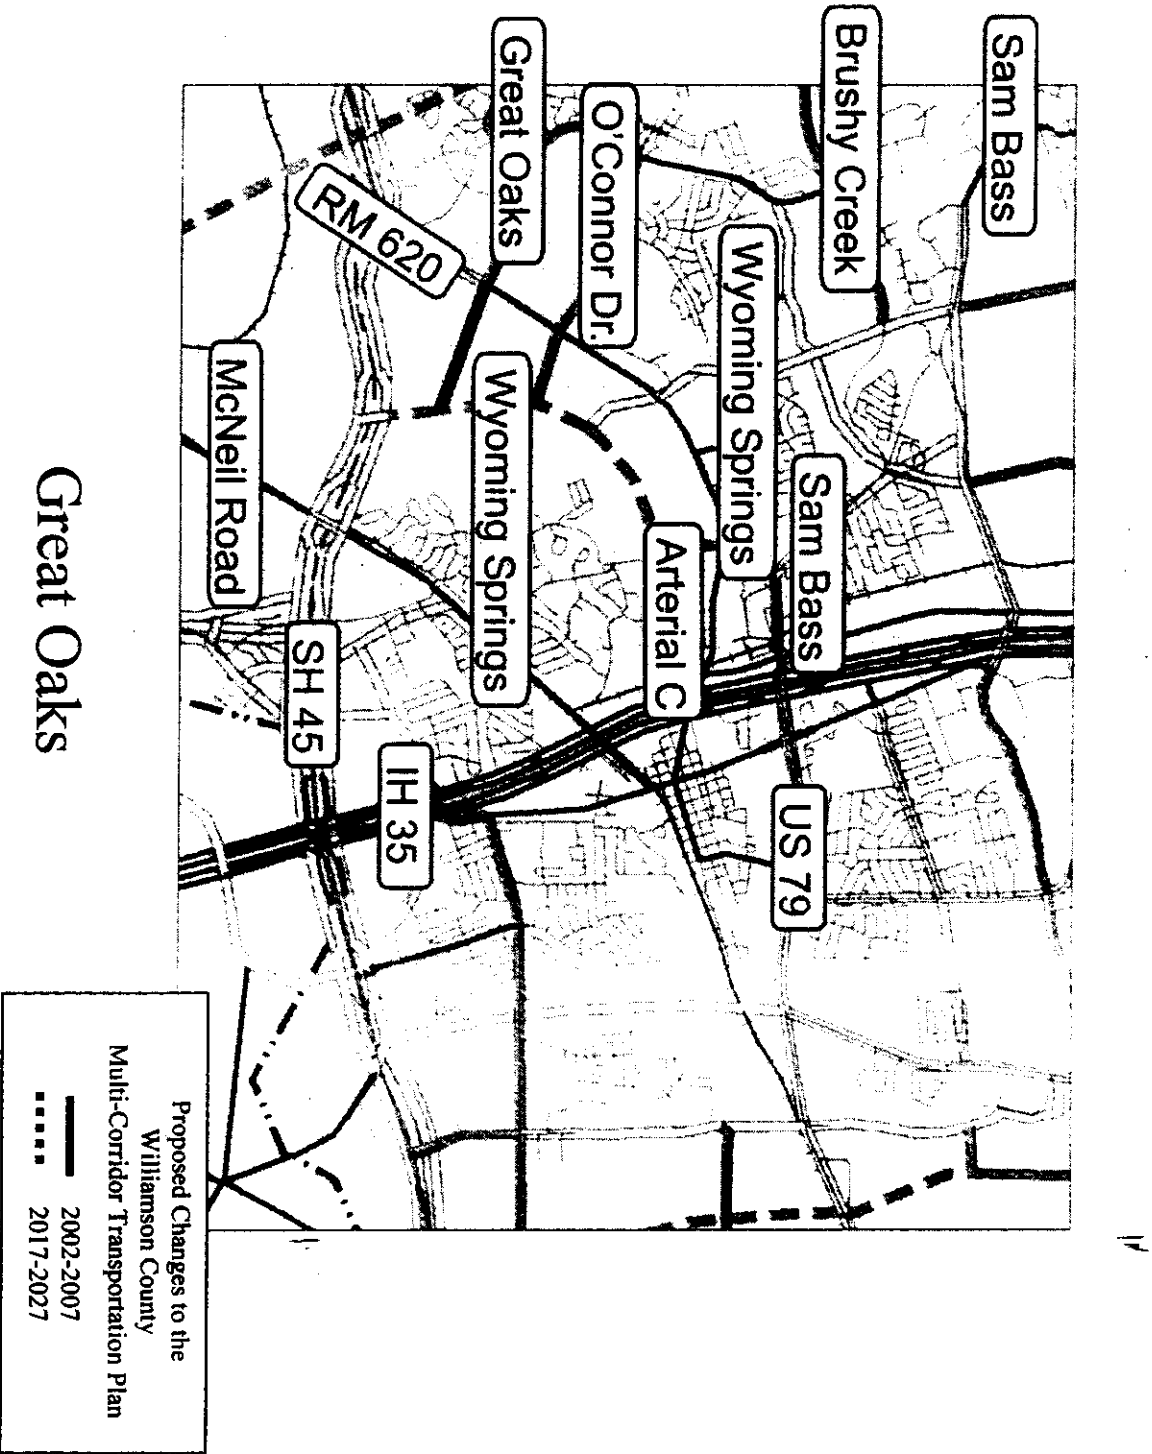 Sam Bass
Brushy Creek
O'Connor Dr.
Great Oaks
RM 620
Wyoming Springs
Sam Bass
Wyoming Springs
Arterial C
McNeil Road
SH 45
IH 35
US 79
Great Oaks
Proposed Changes to the
Williamson County
Multi-Corridor Transportation Plan
2002-2007
2017-2027